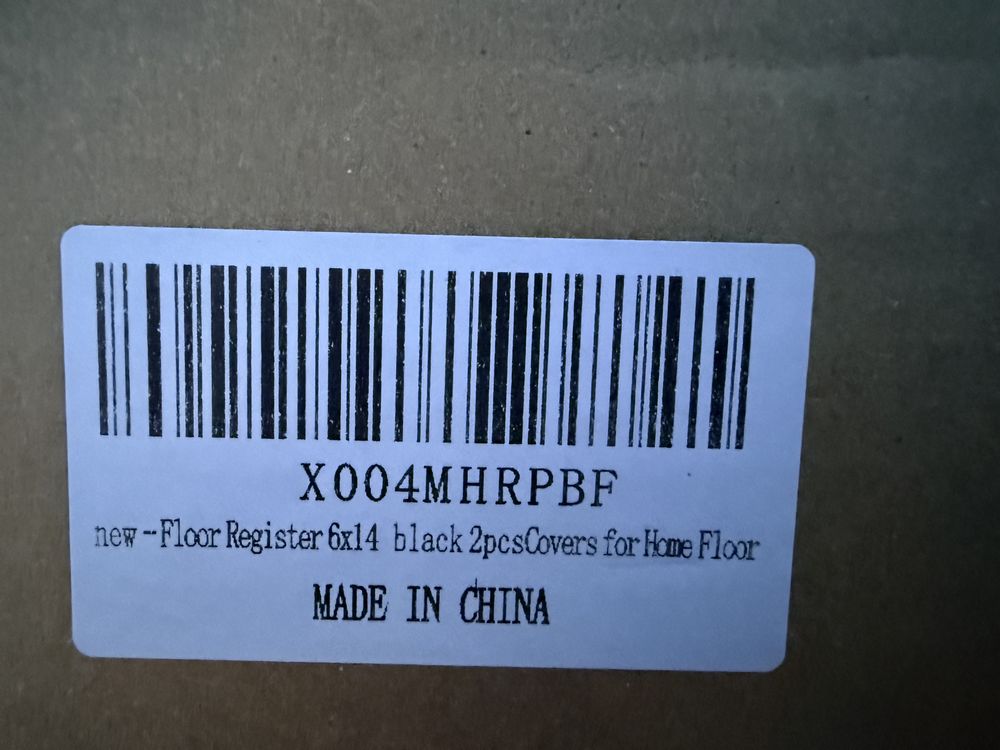 X004MHRPBF
new-Floor Register 6x14 black 2pcsCovers for Home Floor
MADE IN CHINA